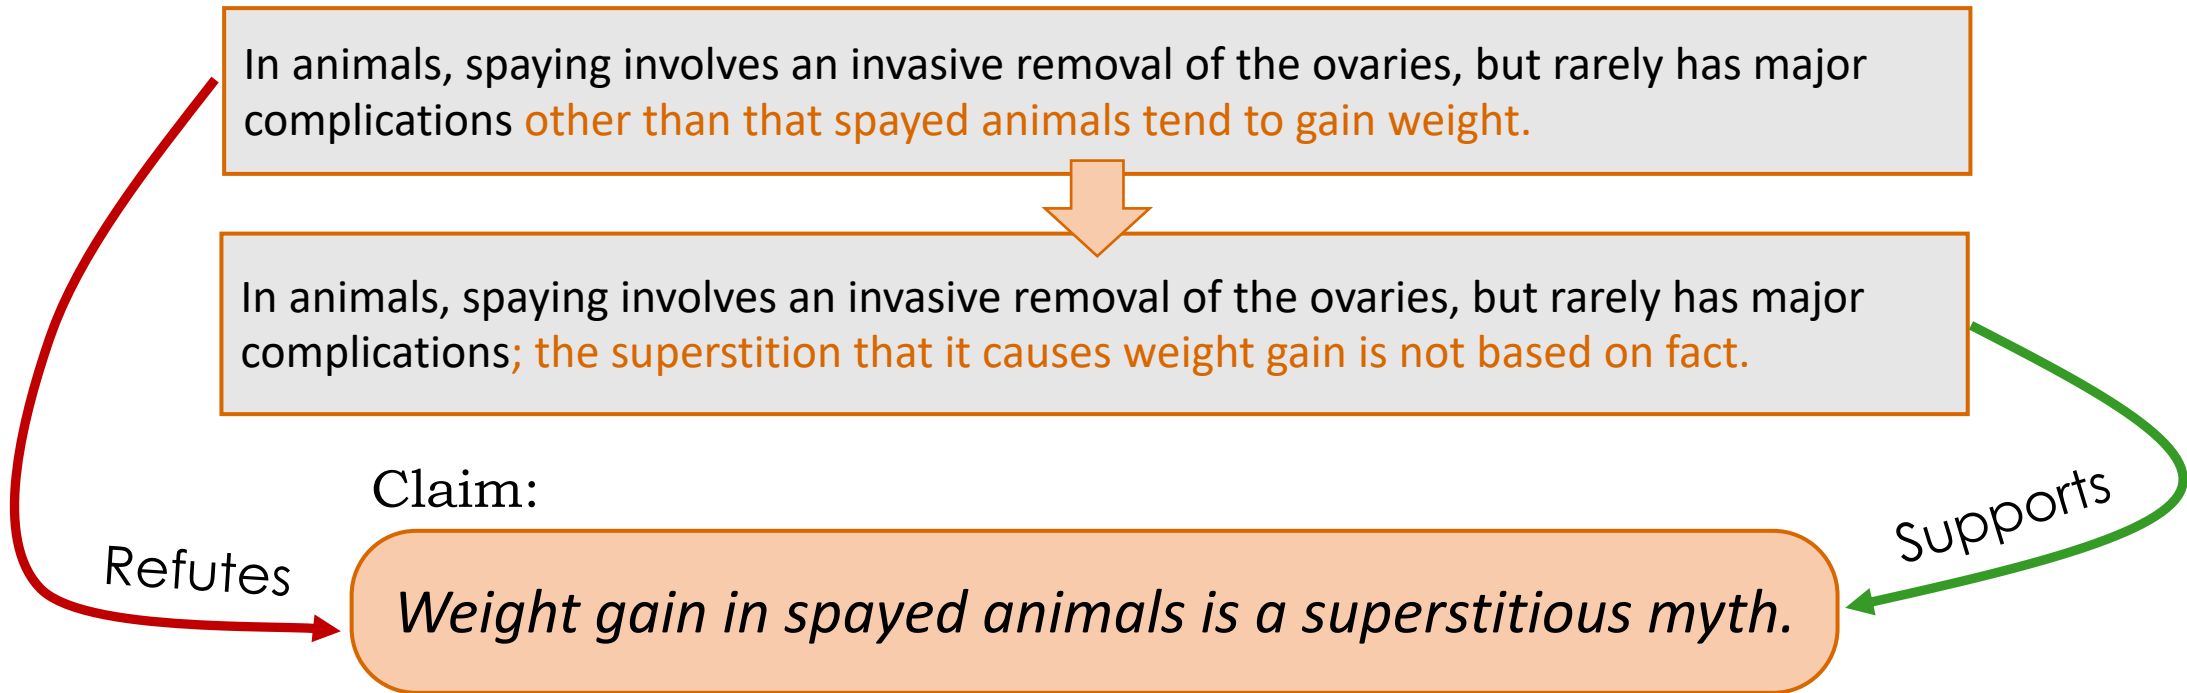 In animals, spaying involves an invasive removal of the ovaries, but rarely has major
complications other than that spayed animals tend to gain weight.
In animals, spaying involves an invasive removal of the ovaries, but rarely has major
complications; the superstition that it causes weight gain is not based on fact.
Claim:
Supports
Refutes
Weight gain in spayed animals is a superstitious myth.